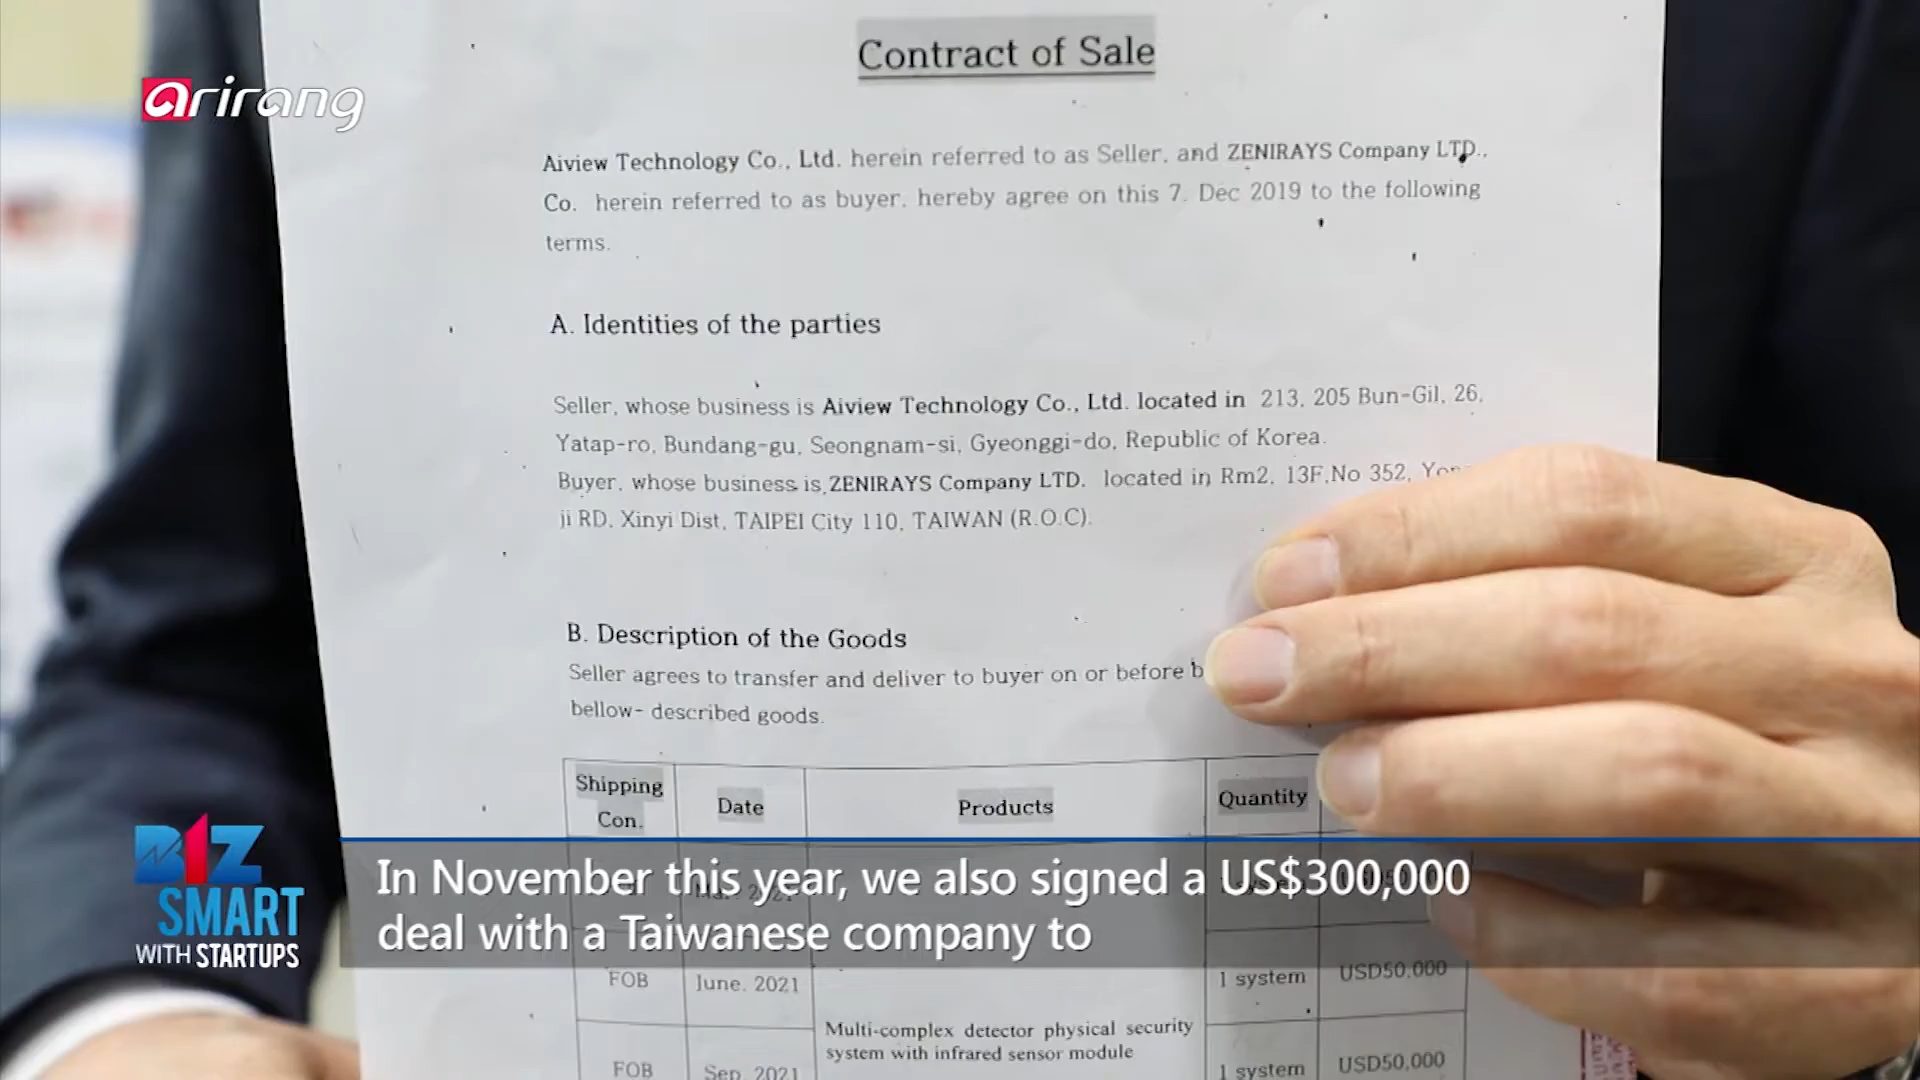 Contract of Sale
arirang
Aiview Technology Co., Ltd. herein referred to as Seller, and ZENIRAYS Company LTD.,
Co. herein referred to as buyer, hereby agree on this 7. Dec 2019 to the following
terms.
A. Identities of the parties
Seller, whose business is Aiview Technology Co., Ltd. located in 213, 205 Bun-Gil, 26,
Yatap-ro, Bundang-gu, Seongnam-si, Gyeonggi-do, Republic of Korea.
Buyer, whose business is ZENIRAYS Company LTD. located in Rm2, 13F,No 352,
ji RD, Xinyi Dist, TAIPEI City 110, TAIWAN (R.O.C).
B. Description of the Goods
Seller agrees to transfer and deliver to buyer on or before
bellow- described goods.
Shipping Con. Date Products Quantity
BIZ
SMART
WITH STARTUPS
In November this year, we also signed a US$300,000
deal with a Taiwanese company to
FOB June. 2021 1 system USD50,000
Multi-complex detector physical security
system with infrared sensor module
FOB Sep. 2021 1 system USD50,000